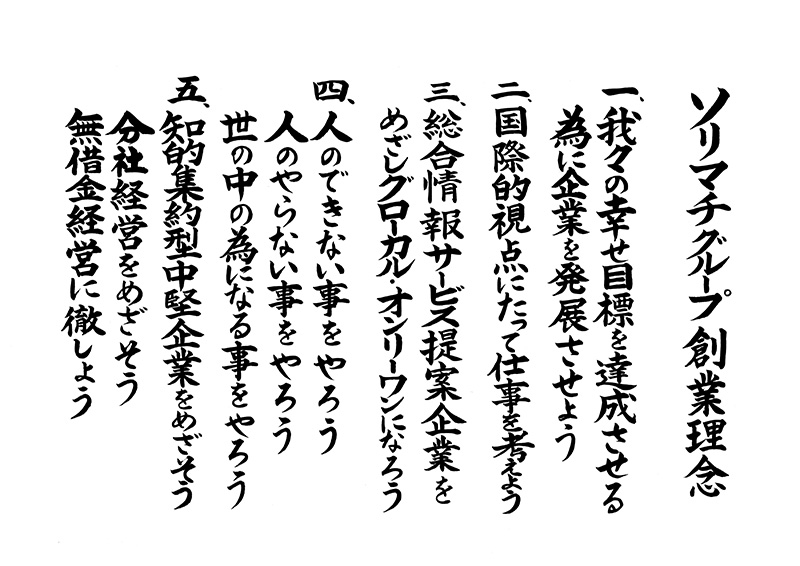 ソリマチグループ創業理念
一、我々の幸せ目標を達成させる
為に企業を発展させよう
二、国際的視点にたって仕事を考えよう
三、総合情報サービス提案企業を
めざしグローカル・オンリーワンになろう
四、人のできない事をやろう
人のやらない事をやろう
世の中の為になる事をやろう
五、知的集約型中堅企業をめざそう
分社経営をめざそう
無借金経営に徹しよう